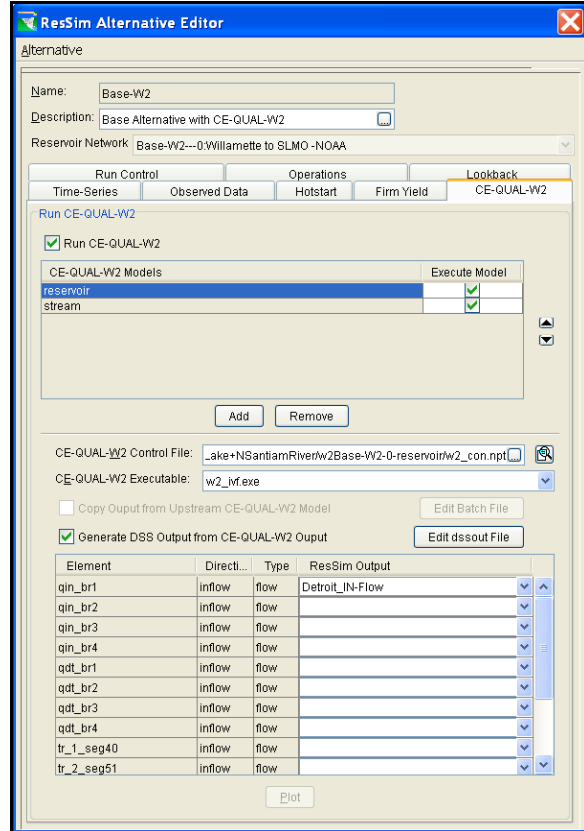 ResSim Alternative Editor
Alternative
Name: Base-W2
Description: Base Alternative with CE-QUAL-W2 ...
Reservoir Network Base-W2---0:Willamette to SLMO -NOAA
Run Control Operations Lookback
Time-Series Observed Data Hotstart Firm Yield CE-QUAL-W2
Run CE-QUAL-W2
Run CE-QUAL-W2
CE-QUAL-W2 Models Execute Model
reservoir
stream
Add Remove
CE-QUAL-W2 Control File: _ake+NSantiamRiver/w2Base-W2-0-reservoir/w2_con.npt ...
CE-QUAL-W2 Executable: w2_ivf.exe
Copy Ouput from Upstream CE-QUAL-W2 Model Edit Batch File
Generate DSS Output from CE-QUAL-W2 Ouput Edit dssout File
Element Directi... Type ResSim Output
qin_br1 inflow flow Detroit_IN-Flow
qin_br2 inflow flow
qin_br3 inflow flow
qin_br4 inflow flow
qdt_br1 inflow flow
qdt_br2 inflow flow
qdt_br3 inflow flow
qdt_br4 inflow flow
tr_1_seg40 inflow flow
tr_2_seg51 inflow flow
Plot